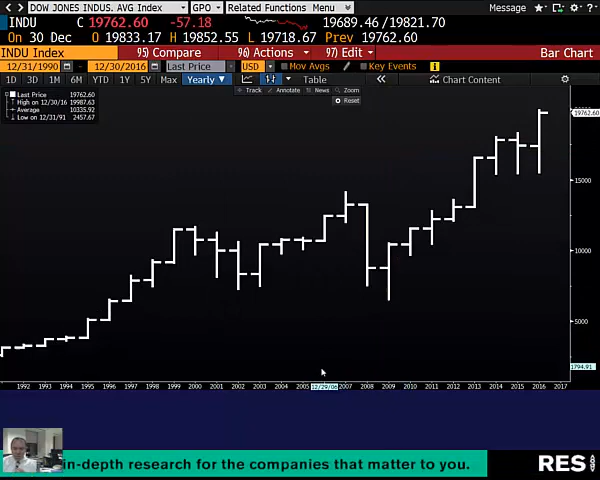 < > DOW JONES INDUS. AVG Index GPO Related Functions Menu Message ?
INDU C 19762.60 -57.18 19689.46/19821.70
On 30 Dec O 19833.17 H 19852.55 L 19718.67 Prev 19762.60
INDU Index 95) Compare 96) Actions 97) Edit Bar Chart
12/31/1990 - 12/30/2016 Last Price USD Mov Avgs Key Events i
1D 3D 1M 6M YTD 1Y 5Y Max Yearly Table « Chart Content
Track Annotate News Zoom
Reset
Last Price 19762.60
High on 12/30/16 19987.63
Average 10335.92
Low on 12/31/91 2457.67
19762.60
15000
10000
5000
1794.91
1992 1993 1994 1995 1996 1997 1998 1999 2000 2001 2002 2003 2004 2005 12/29/06 2007 2008 2009 2010 2011 2012 2013 2014 2015 2016 2017
in-depth research for the companies that matter to you.
RES